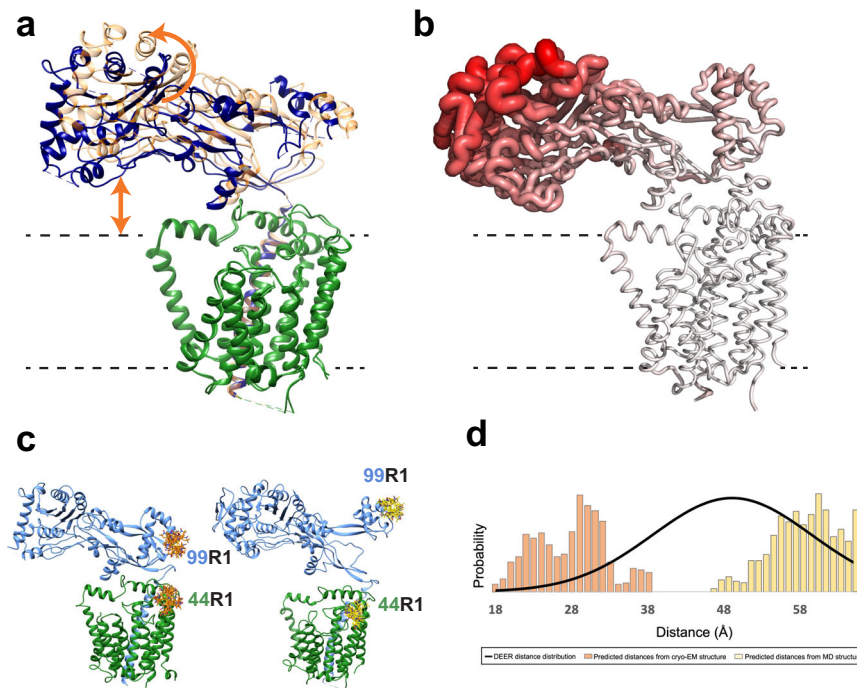 a
b
c
99R1
99R1
44R1
44R1
d
Probability
18
28
38
48
58
Distance (Å)
DEER distance distribution
Predicted distances from cryo-EM structure
Predicted distances from MD structure